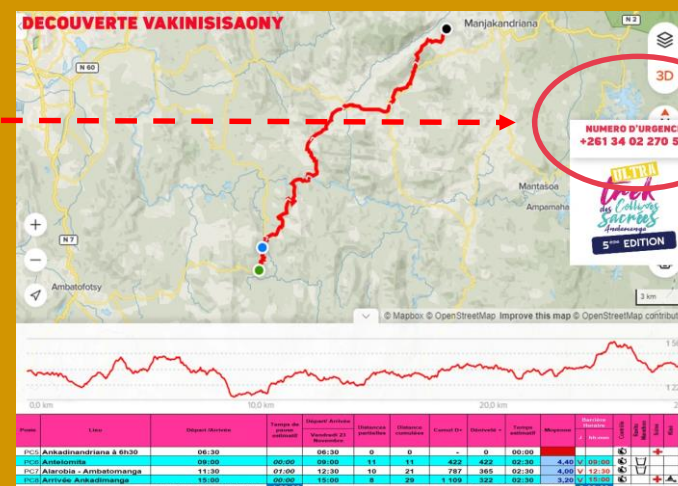 DECOUVERTE VAKINISISAONY
Manjakandriana
N 2
N 60
3D
NUMERO D'URGENCE
+261 34 02 270 5
ULTRA
trek
des Collines
Sacrées
Andemanga
5ème EDITION
Mantasoa
Ampamaha
N 7
Ambatofotsy
3 km
© Mapbox © OpenStreetMap Improve this map © OpenStreetMap contribut
0,0 km 10,0 km 20,0 km
Poste Lieu Départ /Arrivée Temps de pause estimatif Départ/ Arrivée Vendredi 21 Novembre Distances partielles Distance cumulées Cumul D+ Dénivelé + Temps estimatif Moyenne Barrière Horaire
PC5 Ankadinandriana à 6h30 06:30 06:30 0 0 - 0 00:00
PC6 Antelomita 09:00 00:00 09:00 11 11 422 422 02:30 4,40 V 09:00
PC7 Alarobia - Ambatomanga 11:30 01:00 12:30 10 21 787 365 02:30 4,00 V 12:30
PC8 Arrivée Ankadimanga 15:00 00:00 15:00 8 29 1 109 322 02:30 3,20 V 15:00